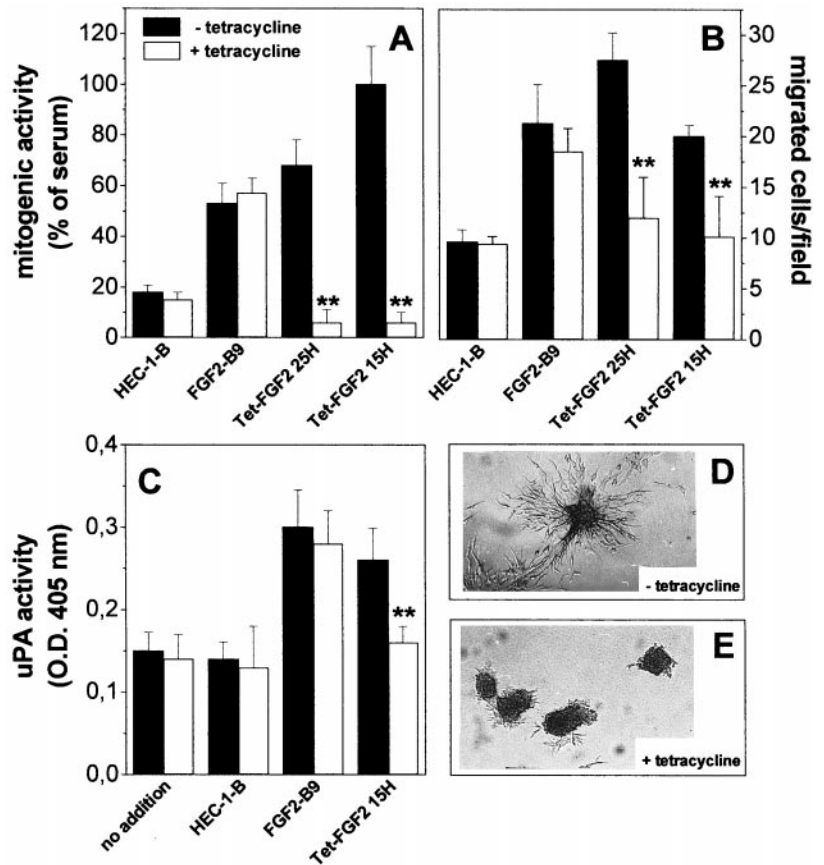 A
- tetracycline
+ tetracycline
mitogenic activity
(% of serum)
120
100
80
60
40
20
0
**
**
HEC-1-B
FGF2-B9
Tet-FGF2 25H
Tet-FGF2 15H
B
migrated cells/field
30
25
20
15
10
5
0
**
**
HEC-1-B
FGF2-B9
Tet-FGF2 25H
Tet-FGF2 15H
C
uPA activity
(O.D. 405 nm)
0,4
0,3
0,2
0,1
0,0
**
no addition
HEC-1-B
FGF2-B9
Tet-FGF2 15H
D
- tetracycline
E
+ tetracycline